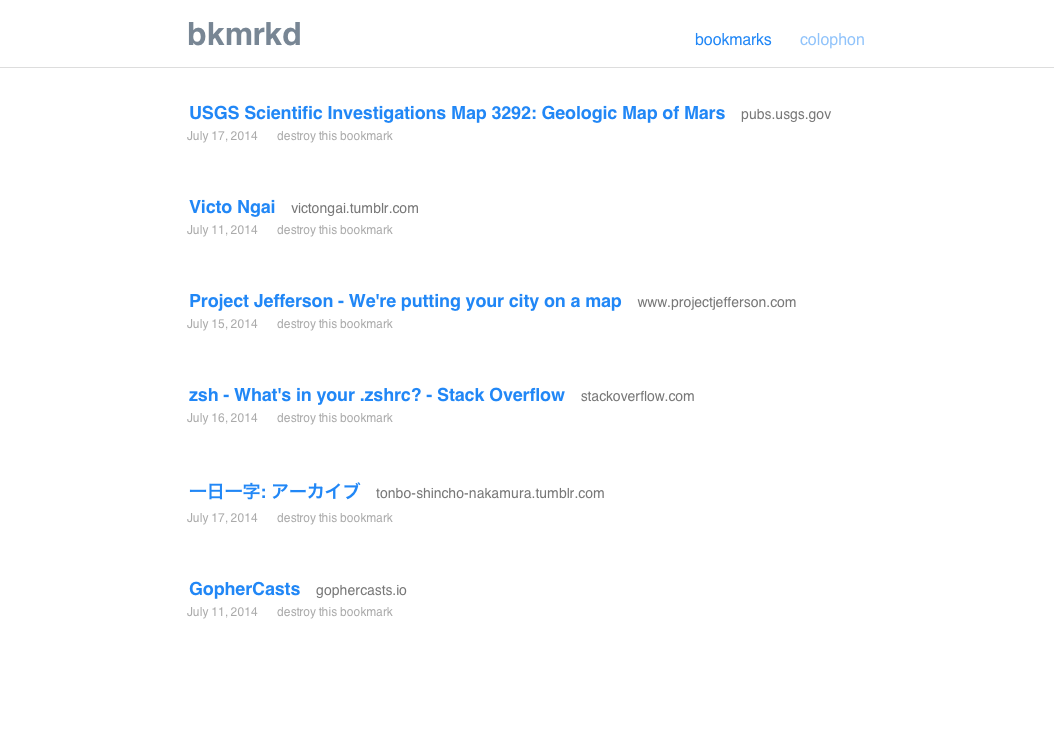 bkmrkd
bookmarks colophon
USGS Scientific Investigations Map 3292: Geologic Map of Mars pubs.usgs.gov
July 17, 2014 destroy this bookmark
Victo Ngai victongai.tumblr.com
July 11, 2014 destroy this bookmark
Project Jefferson - We're putting your city on a map www.projectjefferson.com
July 15, 2014 destroy this bookmark
zsh - What's in your .zshrc? - Stack Overflow stackoverflow.com
July 16, 2014 destroy this bookmark
一日一字: アーカイブ tonbo-shincho-nakamura.tumblr.com
July 17, 2014 destroy this bookmark
GopherCasts gophercasts.io
July 11, 2014 destroy this bookmark